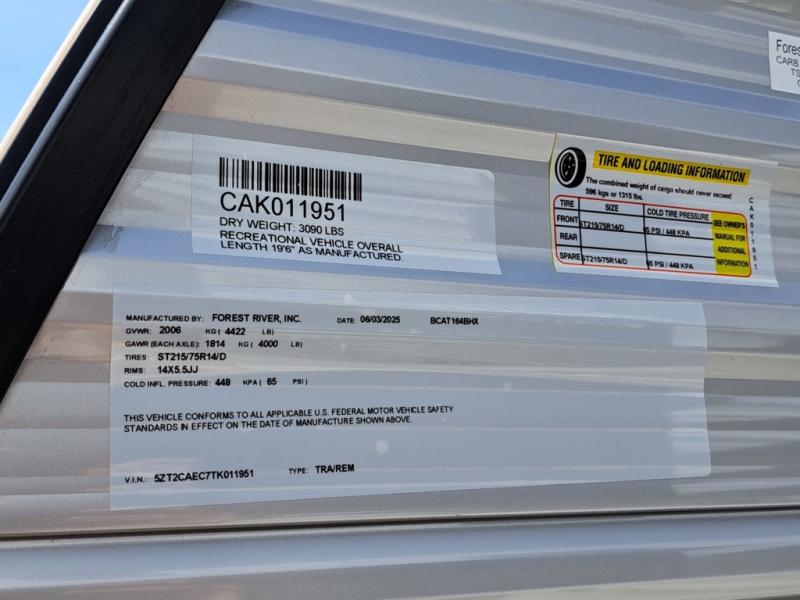 Fores
CARB
TS
CAK011951
DRY WEIGHT: 3090 LBS
RECREATIONAL VEHICLE OVERALL
LENGTH 19'6" AS MANUFACTURED.
TIRE AND LOADING INFORMATION
The combined weight of cargo should never exceed
596 kgs or 1315 lbs.
TIRE SIZE COLD TIRE PRESSURE SEE OWNER'S MANUAL FOR ADDITIONAL INFORMATION
FRONT ST215/75R14/D 65 PSI / 448 KPA
REAR
SPARE ST215/75R14/D 65 PSI / 448 KPA
CAK011951
MANUFACTURED BY: FOREST RIVER, INC. DATE: 06/03/2025 BCAT164BHX
GVWR: 2006 KG ( 4422 LB)
GAWR (EACH AXLE): 1814 KG ( 4000 LB)
TIRES: ST215/75R14/D
RIMS: 14X5.5JJ
COLD INFL. PRESSURE: 448 KPA ( 65 PSI )
THIS VEHICLE CONFORMS TO ALL APPLICABLE U.S. FEDERAL MOTOR VEHICLE SAFETY
STANDARDS IN EFFECT ON THE DATE OF MANUFACTURE SHOWN ABOVE.
V.I.N.: 5ZT2CAEC7TK011951 TYPE: TRA/REM